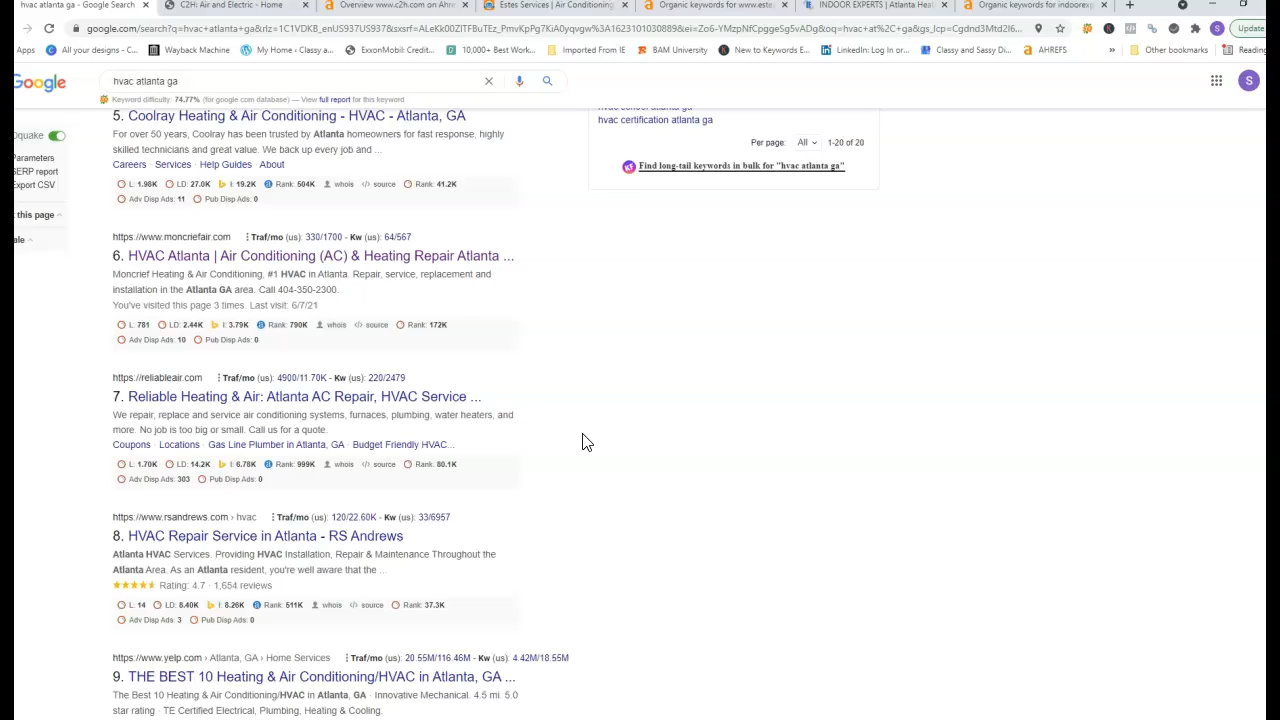 hvac atlanta ga - Google Search × C2H: Air and Electric - Home × Overview www.c2h.com on Ahre × Estes Services | Air Conditioning × Organic keywords for www.estes × INDOOR EXPERTS | Atlanta Heat × Organic keywords for indoorexp × +
google.com/search?q=hvac+atlanta+ga&rlz=1C1VDKB_enUS937US937&sxsrf=
Update
Apps All your designs - C... Wayback Machine My Home ‹ Classy a... ExxonMobil Credit... 10,000+ Best Work... Imported From IE BAM University New to Keywords E... LinkedIn: Log In or... Classy and Sassy Di... AHREFS » Other bookmarks Reading
Google hvac atlanta ga S
Keyword difficulty: 74.77% (for google.com database) — View full report for this keyword
hvac certification atlanta ga
Per page: All 1-20 of 20
Find long-tail keywords in bulk for "hvac atlanta ga"
Oquake
Parameters
SERP report
Export CSV
this page
ale
5. Coolray Heating & Air Conditioning - HVAC - Atlanta, GA
For over 50 years, Coolray has been trusted by Atlanta homeowners for fast response, highly
skilled technicians and great value. We back up every job and ...
Careers · Services · Help Guides · About
L: 1.98K LD: 27.0K I: 19.2K Rank: 504K whois source Rank: 41.2K
Adv Disp Ads: 11 Pub Disp Ads: 0
https://www.moncriefair.com Traf/mo (us): 330/1700 - Kw (us): 64/567
6. HVAC Atlanta | Air Conditioning (AC) & Heating Repair Atlanta ...
Moncrief Heating & Air Conditioning, #1 HVAC in Atlanta. Repair, service, replacement and
installation in the Atlanta GA area. Call 404-350-2300.
You've visited this page 3 times. Last visit: 6/7/21
L: 781 LD: 2.44K I: 3.79K Rank: 790K whois source Rank: 172K
Adv Disp Ads: 10 Pub Disp Ads: 0
https://reliableair.com Traf/mo (us): 4900/11.70K - Kw (us): 220/2479
7. Reliable Heating & Air: Atlanta AC Repair, HVAC Service ...
We repair, replace and service air conditioning systems, furnaces, plumbing, water heaters, and
more. No job is too big or small. Call us for a quote.
Coupons · Locations · Gas Line Plumber in Atlanta, GA · Budget Friendly HVAC...
L: 1.70K LD: 14.2K I: 6.78K Rank: 999K whois source Rank: 80.1K
Adv Disp Ads: 303 Pub Disp Ads: 0
https://www.rsandrews.com › hvac Traf/mo (us): 120/22.60K - Kw (us): 33/6957
8. HVAC Repair Service in Atlanta - RS Andrews
Atlanta HVAC Services. Providing HVAC Installation, Repair & Maintenance Throughout the
Atlanta Area. As an Atlanta resident, you're well aware that the ...
Rating: 4.7 · 1,654 reviews
L: 14 LD: 8.40K I: 8.26K Rank: 511K whois source Rank: 37.3K
Adv Disp Ads: 3 Pub Disp Ads: 0
https://www.yelp.com › Atlanta, GA › Home Services Traf/mo (us): 20.55M/116.46M - Kw (us): 4.42M/18.55M
9. THE BEST 10 Heating & Air Conditioning/HVAC in Atlanta, GA ...
The Best 10 Heating & Air Conditioning/HVAC in Atlanta, GA · Innovative Mechanical. 4.5 mi. 5.0
star rating · TE Certified Electrical, Plumbing, Heating & Cooling.